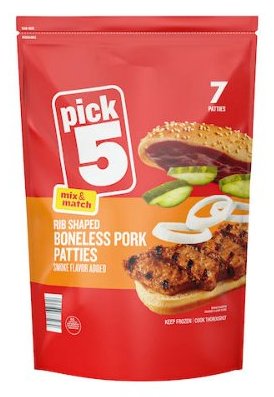 pick
5
7
PATTIES
mix &
match
RIB SHAPED
BONELESS PORK
PATTIES
SMOKE FLAVOR ADDED
KEEP FROZEN | COOK THOROUGHLY